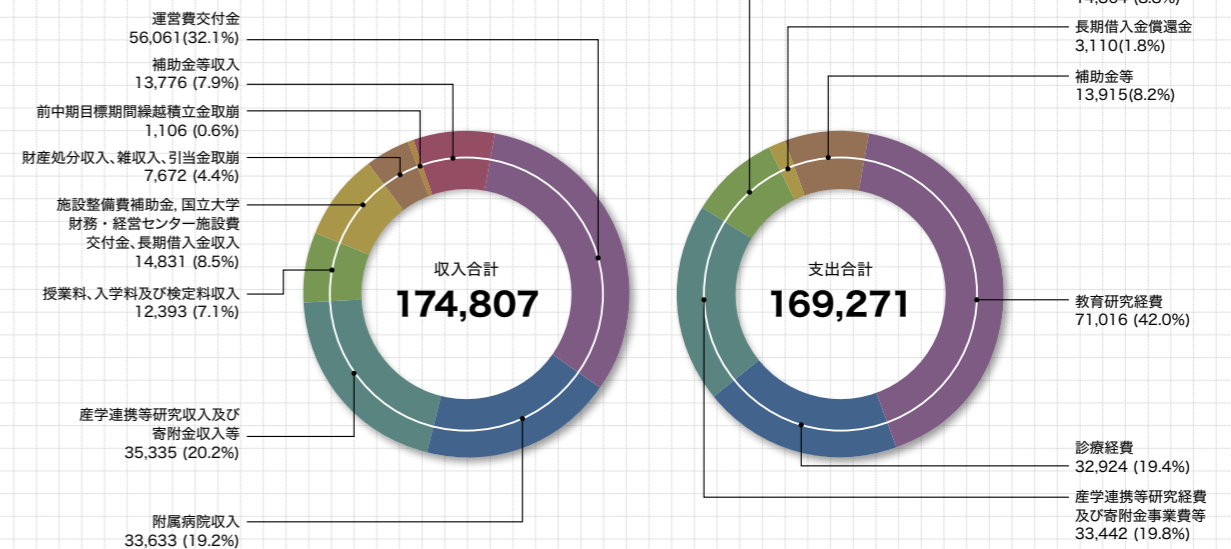 運営費交付金
56,061(32.1%)
補助金等収入
13,776 (7.9%)
前中期目標期間繰越積立金取崩
1,106 (0.6%)
財産処分収入、雑収入、引当金取崩
7,672 (4.4%)
施設整備費補助金, 国立大学
財務・経営センター施設費
交付金、長期借入金収入
14,831 (8.5%)
授業料、入学料及び検定料収入
12,393 (7.1%)
産学連携等研究収入及び
寄附金収入等
35,335 (20.2%)
附属病院収入
33,633 (19.2%)
収入合計
174,807
支出合計
169,271
長期借入金償還金
3,110(1.8%)
補助金等
13,915(8.2%)
教育研究経費
71,016 (42.0%)
診療経費
32,924 (19.4%)
産学連携等研究経費
及び寄附金事業費等
33,442 (19.8%)